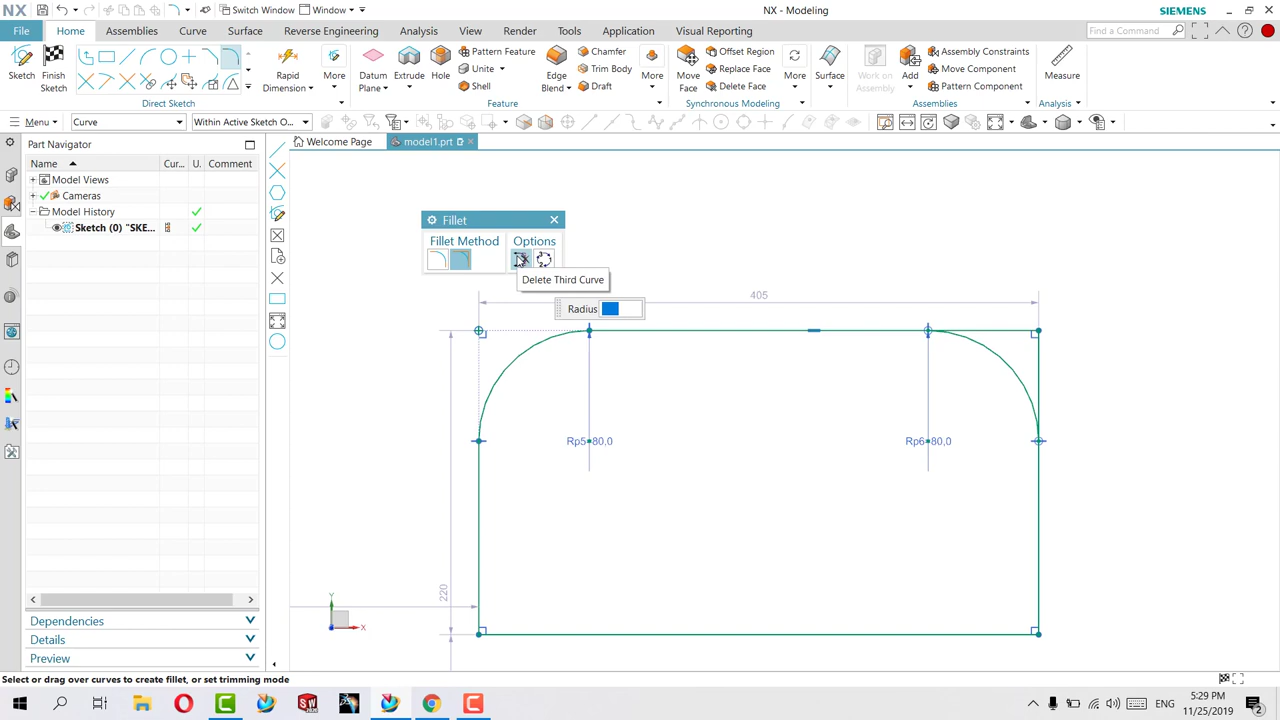 NX
Switch Window
Window
NX - Modeling
SIEMENS
File
Home
Assemblies
Curve
Surface
Reverse Engineering
Analysis
View
Render
Tools
Application
Visual Reporting
Find a Command
Sketch
Finish Sketch
Rapid Dimension
More
Direct Sketch
Datum Plane
Extrude
Hole
Pattern Feature
Unite
Shell
Edge Blend
Chamfer
Trim Body
Draft
More
Feature
Move Face
Offset Region
Replace Face
Delete Face
More
Synchronous Modeling
Surface
Work on Assembly
Add
Assembly Constraints
Move Component
Pattern Component
Assemblies
Measure
Analysis
Menu
Curve
Within Active Sketch O...
Part Navigator
Name
Cur...
U.
Comment
Model Views
Cameras
Model History
Sketch (0) "SKE...
Dependencies
Details
Preview
Welcome Page
model1.prt
Fillet
Fillet Method
Options
Delete Third Curve
Radius
405
Rp5=80,0
Rp6=80,0
220
Y
X
Select or drag over curves to create fillet, or set trimming mode
ENG
5:29 PM
11/25/2019
2